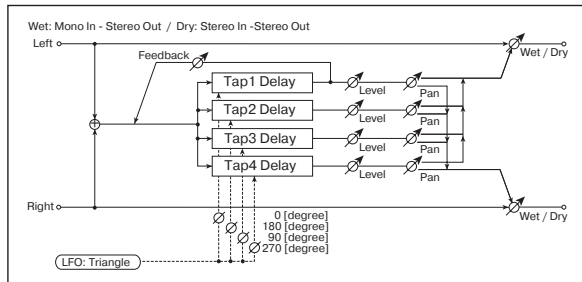 Wet: Mono In - Stereo Out / Dry: Stereo In -Stereo Out
Left
Feedback
Wet / Dry
Tap1 Delay
Level
Pan
Tap2 Delay
Pan
Tap3 Delay
Level
Pan
Tap4 Delay
Level
Pan
Right
Wet / Dry
0 [degree]
180 [degree]
90 [degree]
270 [degree]
LFO: Triangle